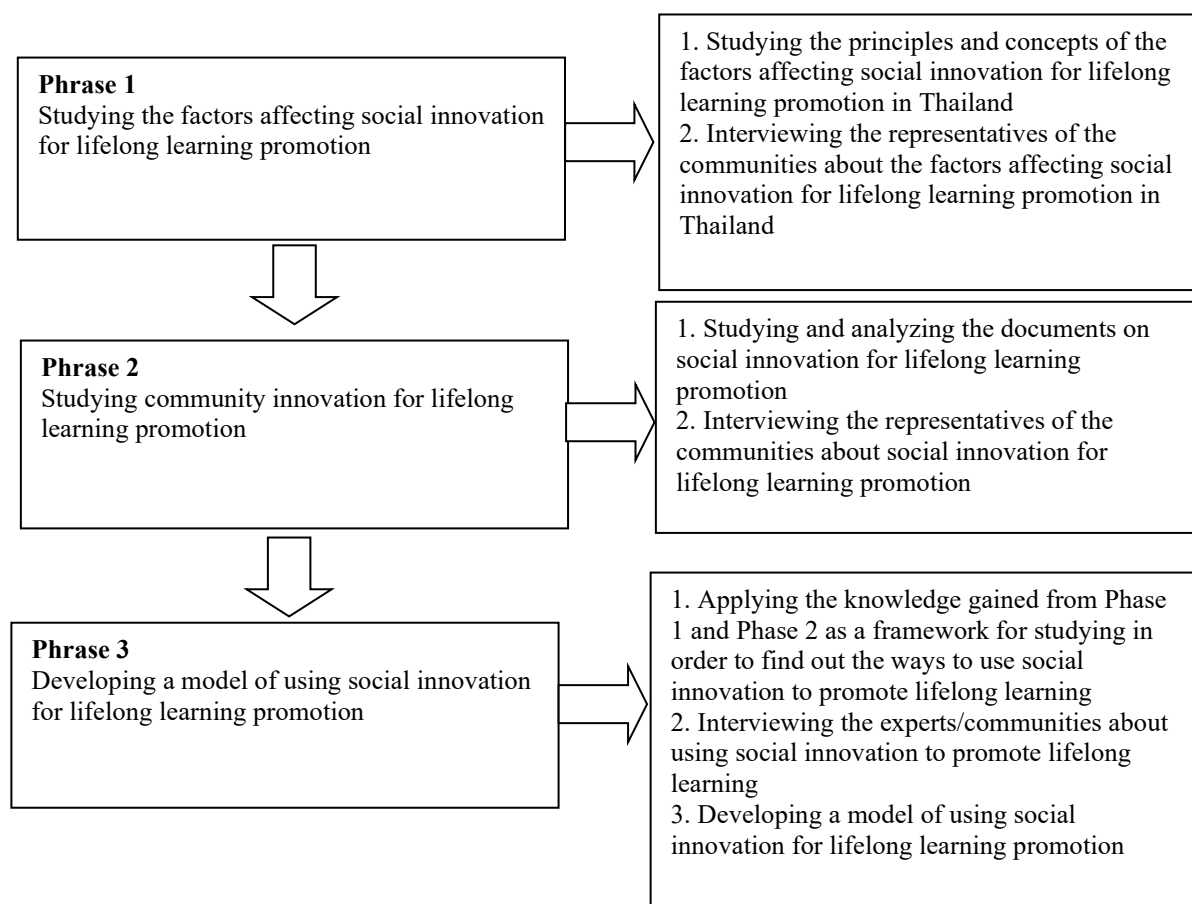 Phrase 1
Studying the factors affecting social innovation
for lifelong learning promotion
1. Studying the principles and concepts of the
factors affecting social innovation for lifelong
learning promotion in Thailand
2. Interviewing the representatives of the
communities about the factors affecting social
innovation for lifelong learning promotion in
Thailand
Phrase 2
Studying community innovation for lifelong
learning promotion
1. Studying and analyzing the documents on
social innovation for lifelong learning
promotion
2. Interviewing the representatives of the
communities about social innovation for
lifelong learning promotion
Phrase 3
Developing a model of using social innovation
for lifelong learning promotion
1. Applying the knowledge gained from Phase
1 and Phase 2 as a framework for studying in
order to find out the ways to use social
innovation to promote lifelong learning
2. Interviewing the experts/communities about
using social innovation to promote lifelong
learning
3. Developing a model of using social
innovation for lifelong learning promotion